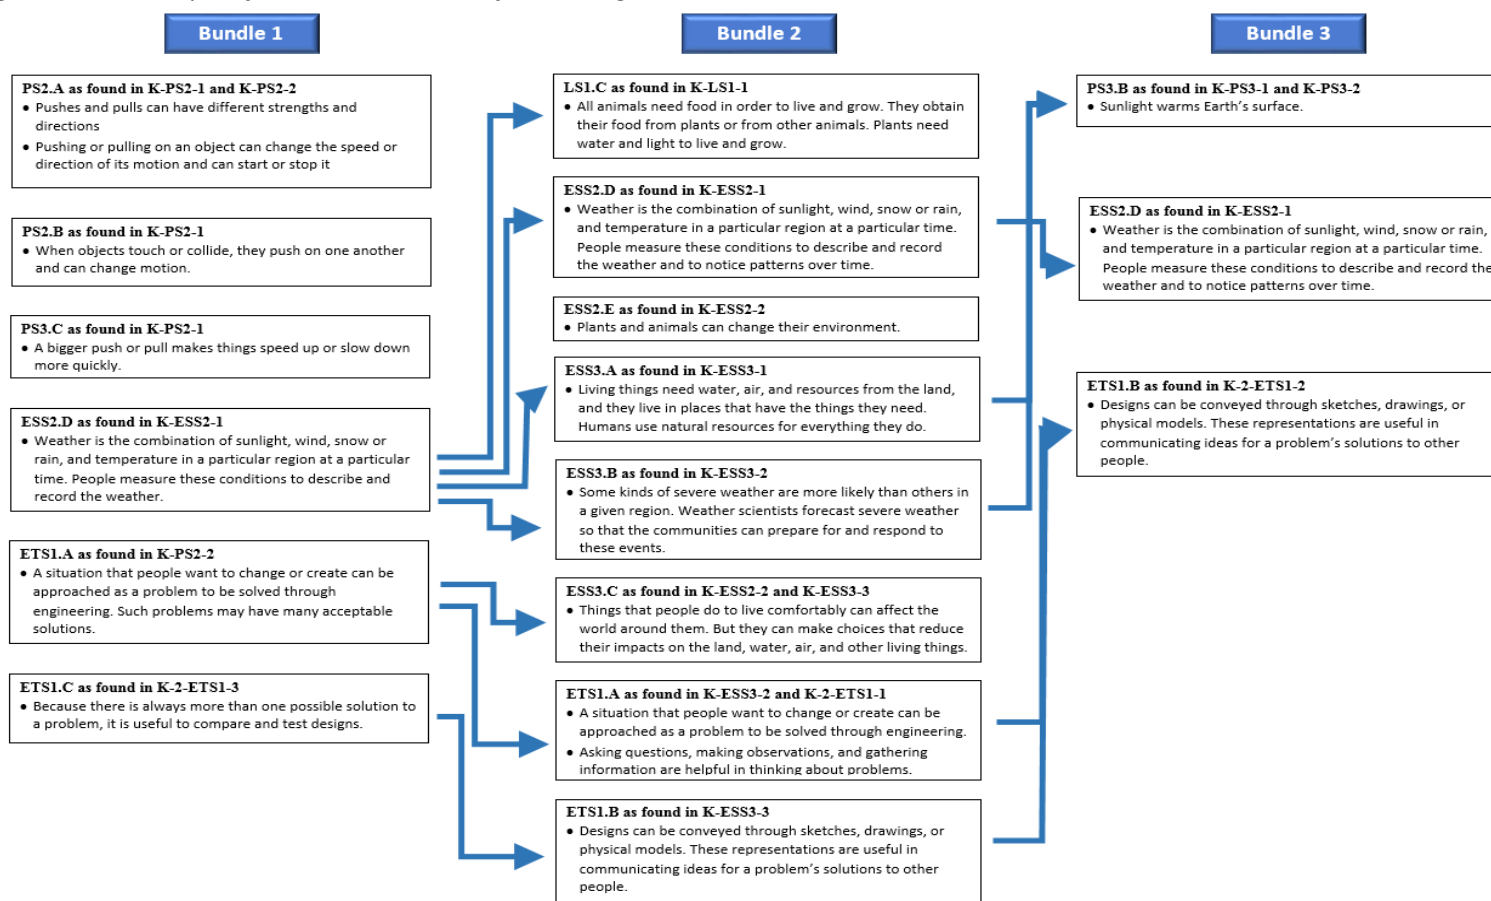 Bundle 1
PS2.A as found in K-PS2-1 and K-PS2-2
• Pushes and pulls can have different strengths and
directions
• Pushing or pulling on an object can change the speed or
direction of its motion and can start or stop it
PS2.B as found in K-PS2-1
• When objects touch or collide, they push on one another
and can change motion.
PS3.C as found in K-PS2-1
• A bigger push or pull makes things speed up or slow down
more quickly.
ESS2.D as found in K-ESS2-1
• Weather is the combination of sunlight, wind, snow or
rain, and temperature in a particular region at a particular
time. People measure these conditions to describe and
record the weather.
ETS1.A as found in K-PS2-2
• A situation that people want to change or create can be
approached as a problem to be solved through
engineering. Such problems may have many acceptable
solutions.
ETS1.C as found in K-2-ETS1-3
• Because there is always more than one possible solution to
a problem, it is useful to compare and test designs.
Bundle 2
LS1.C as found in K-LS1-1
• All animals need food in order to live and grow. They obtain
their food from plants or from other animals. Plants need
water and light to live and grow.
ESS2.D as found in K-ESS2-1
• Weather is the combination of sunlight, wind, snow or rain,
and temperature in a particular region at a particular time.
People measure these conditions to describe and record
the weather and to notice patterns over time.
ESS2.E as found in K-ESS2-2
• Plants and animals can change their environment.
ESS3.A as found in K-ESS3-1
• Living things need water, air, and resources from the land,
and they live in places that have the things they need.
Humans use natural resources for everything they do.
ESS3.B as found in K-ESS3-2
• Some kinds of severe weather are more likely than others in
a given region. Weather scientists forecast severe weather
so that the communities can prepare for and respond to
these events.
ESS3.C as found in K-ESS2-2 and K-ESS3-3
• Things that people do to live comfortably can affect the
world around them. But they can make choices that reduce
their impacts on the land, water, air, and other living things.
ETS1.A as found in K-ESS3-2 and K-2-ETS1-1
• A situation that people want to change or create can be
approached as a problem to be solved through engineering.
• Asking questions, making observations, and gathering
information are helpful in thinking about problems.
ETS1.B as found in K-ESS3-3
• Designs can be conveyed through sketches, drawings, or
physical models. These representations are useful in
communicating ideas for a problem's solutions to other
people.
Bundle 3
PS3.B as found in K-PS3-1 and K-PS3-2
• Sunlight warms Earth's surface.
ESS2.D as found in K-ESS2-1
• Weather is the combination of sunlight, wind, snow or rain,
and temperature in a particular region at a particular time.
People measure these conditions to describe and record the
weather and to notice patterns over time.
ETS1.B as found in K-2-ETS1-2
• Designs can be conveyed through sketches, drawings, or
physical models. These representations are useful in
communicating ideas for a problem's solutions to other
people.